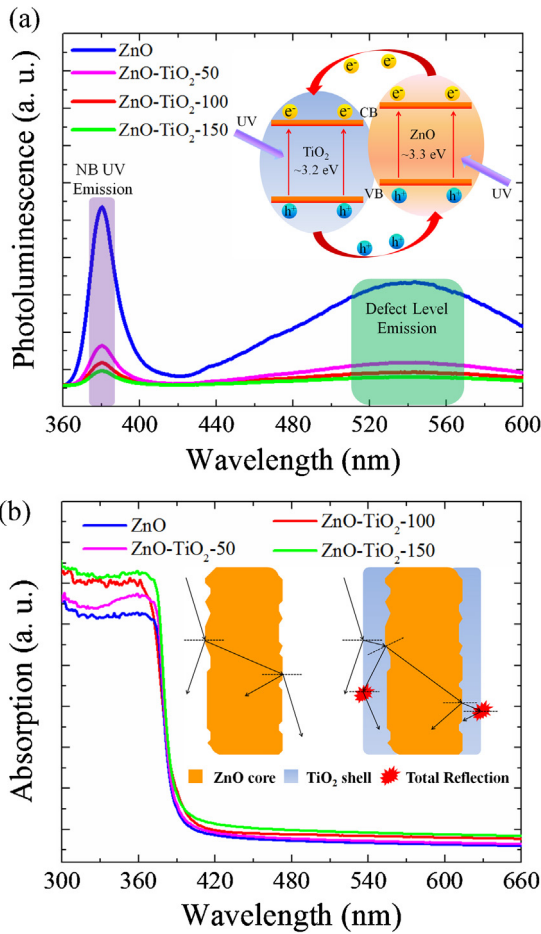 (a)
ZnO
ZnO-TiO₂-50
ZnO-TiO₂-100
ZnO-TiO₂-150
NB UV
Emission
e⁻ e⁻
e⁻ e⁻ e⁻ e⁻
UV
CB
TiO₂
~3.2 eV
ZnO
~3.3 eV
VB
UV
h⁺ h⁺ h⁺ h⁺
h⁺ h⁺
Defect Level
Emission
Photoluminescence (a. u.)
360 400 440 480 520 560 600
Wavelength (nm)
(b)
ZnO
ZnO-TiO₂-50
ZnO-TiO₂-100
ZnO-TiO₂-150
ZnO core
TiO₂ shell
Total Reflection
Absorption (a. u.)
300 360 420 480 540 600 660
Wavelength (nm)